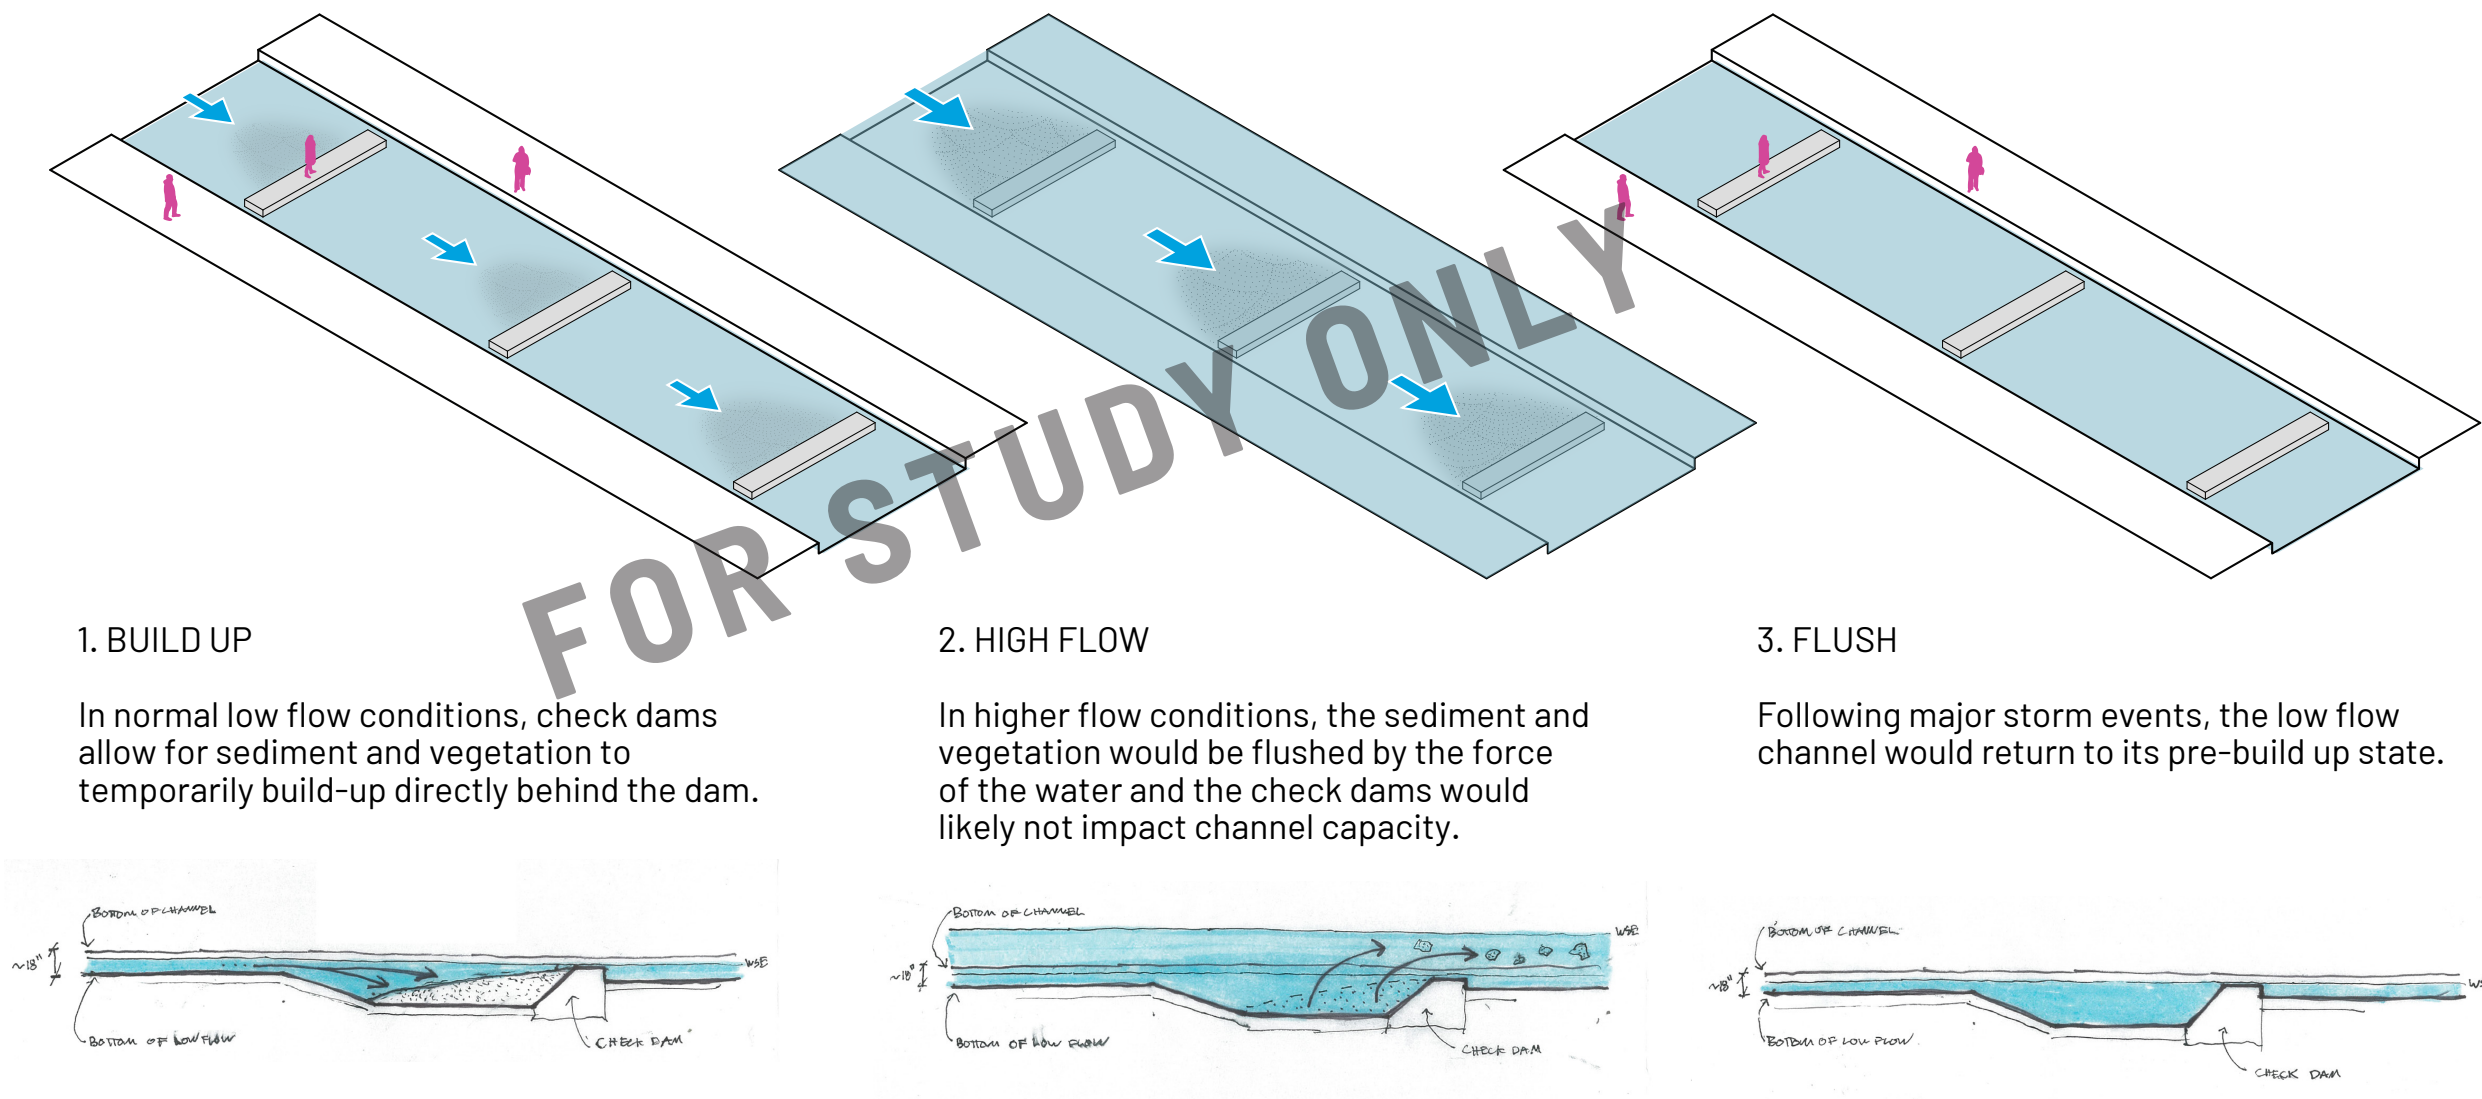 FOR STUDY ONLY
1. BUILD UP
In normal low flow conditions, check dams
allow for sediment and vegetation to
temporarily build-up directly behind the dam.
2. HIGH FLOW
In higher flow conditions, the sediment and
vegetation would be flushed by the force
of the water and the check dams would
likely not impact channel capacity.
3. FLUSH
Following major storm events, the low flow
channel would return to its pre-build up state.
BOTTOM OF CHANNEL
~18"
WSE
BOTTOM OF LOW FLOW
CHECK DAM
BOTTOM OF CHANNEL
WSE
~18"
BOTTOM OF LOW FLOW
CHECK DAM
BOTTOM OF CHANNEL
~18"
WS
BOTTOM OF LOW FLOW
CHECK DAM